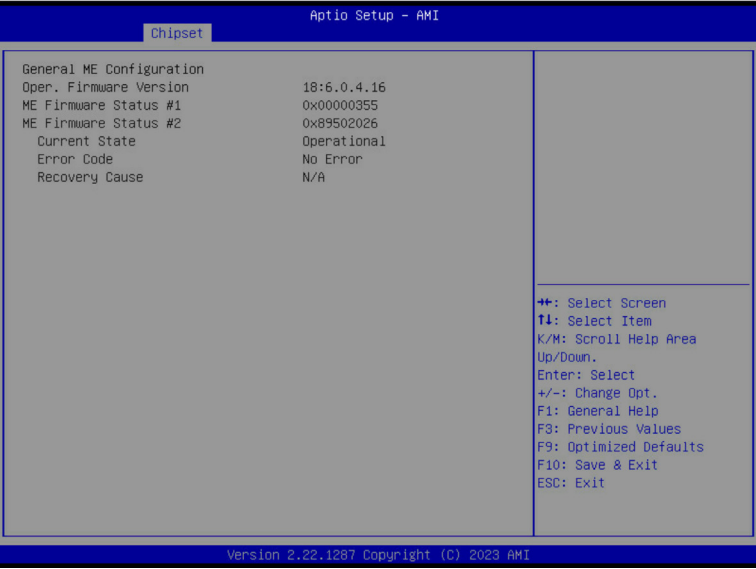 Aptio Setup – AMI
Chipset
General ME Configuration
Oper. Firmware Version 18:6.0.4.16
ME Firmware Status #1 0x00000355
ME Firmware Status #2 0x89502026
Current State Operational
Error Code No Error
Recovery Cause N/A
→←: Select Screen
↑↓: Select Item
K/M: Scroll Help Area
Up/Down.
Enter: Select
+/-: Change Opt.
F1: General Help
F3: Previous Values
F9: Optimized Defaults
F10: Save & Exit
ESC: Exit
Version 2.22.1287 Copyright (C) 2023 AMI